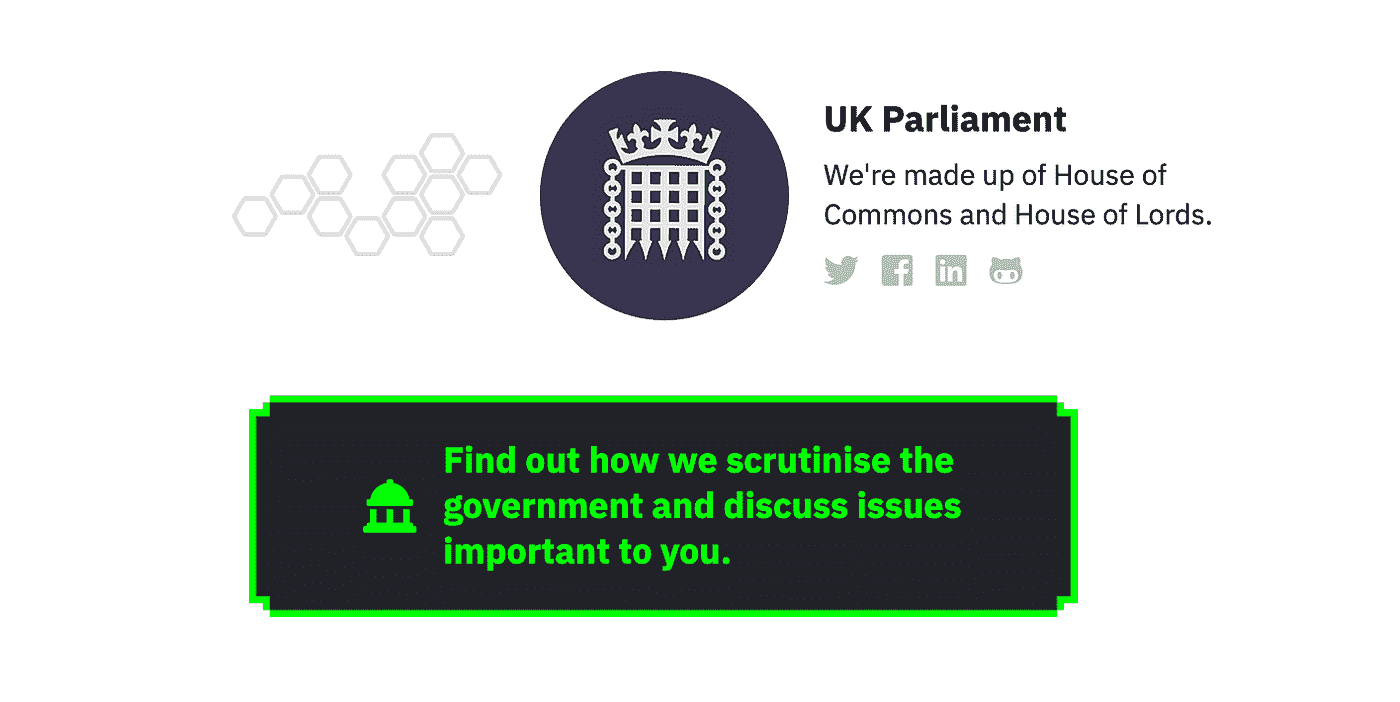 UK Parliament
We're made up of House of
Commons and House of Lords.
Find out how we scrutinise the
government and discuss issues
important to you.